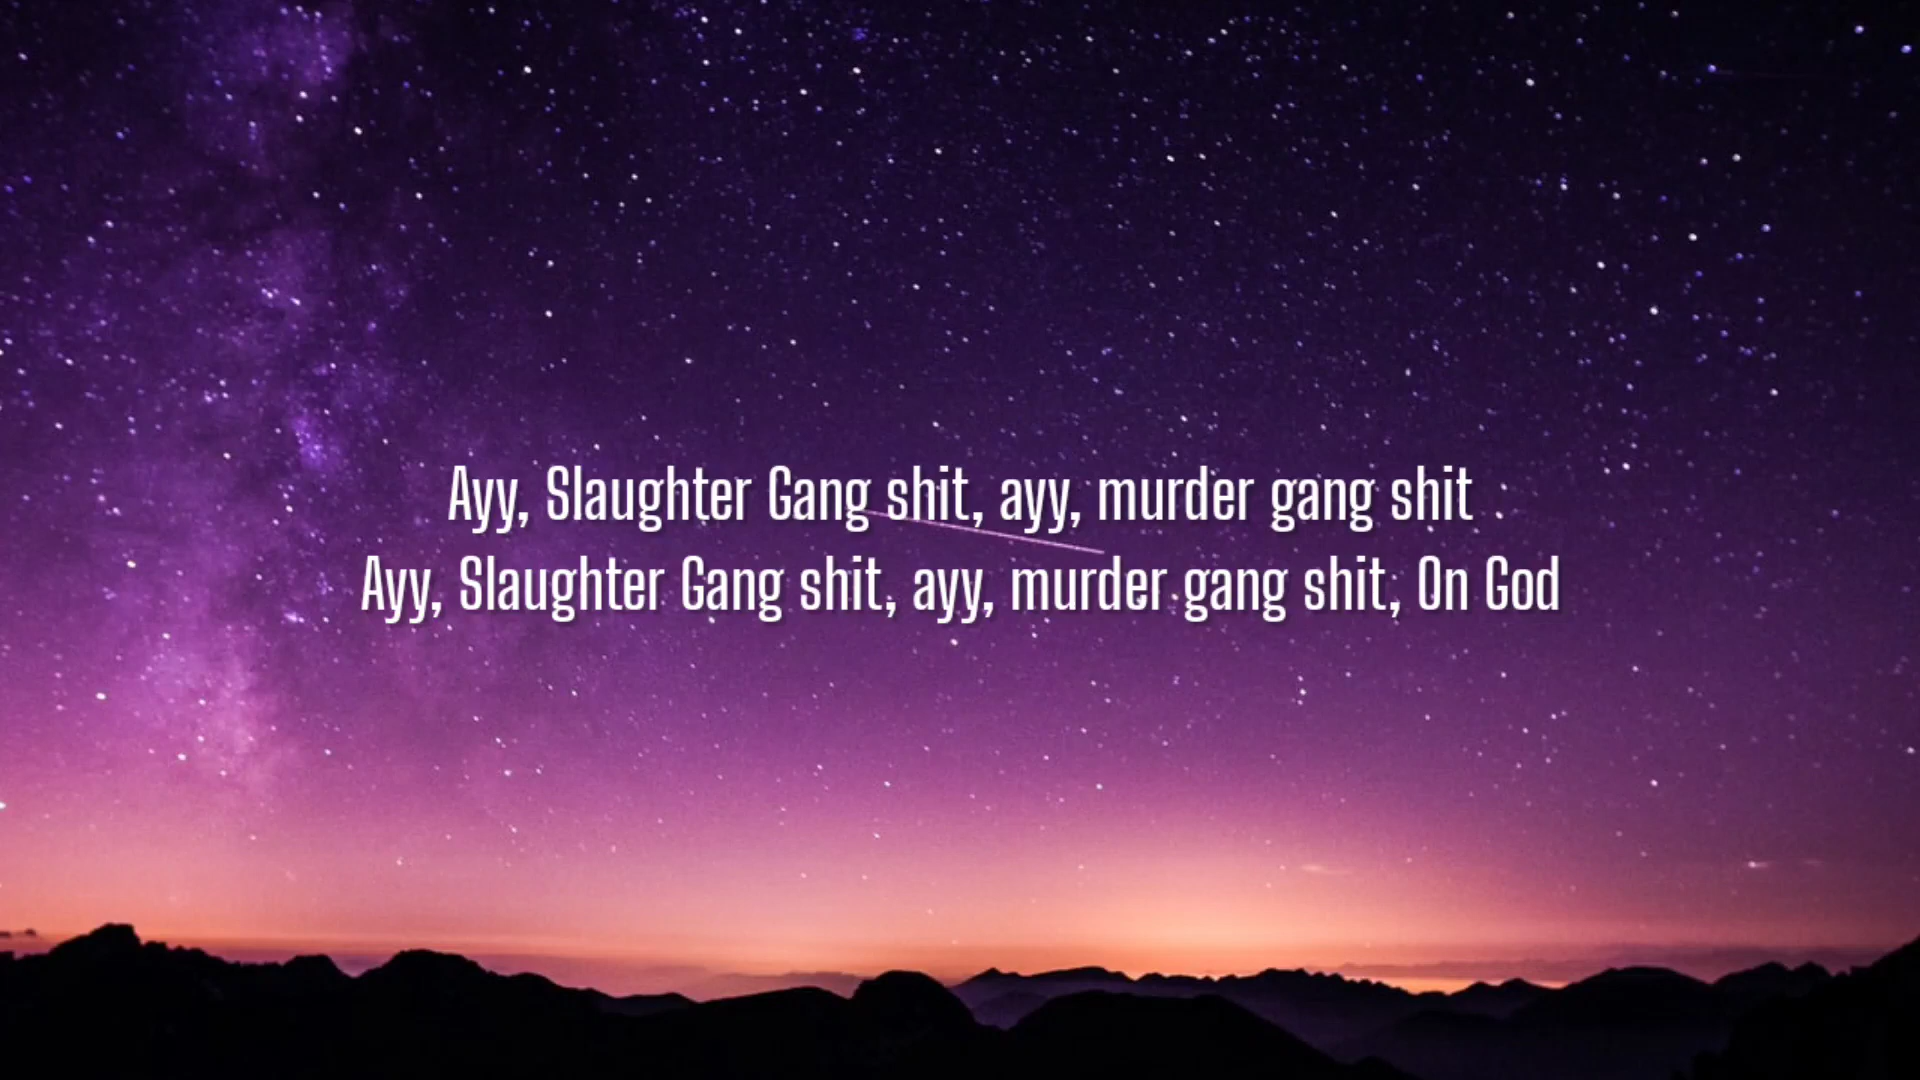 Ayy, Slaughter Gang shit, ayy, murder gang shit
Ayy, Slaughter Gang shit, ayy, murder gang shit, On God